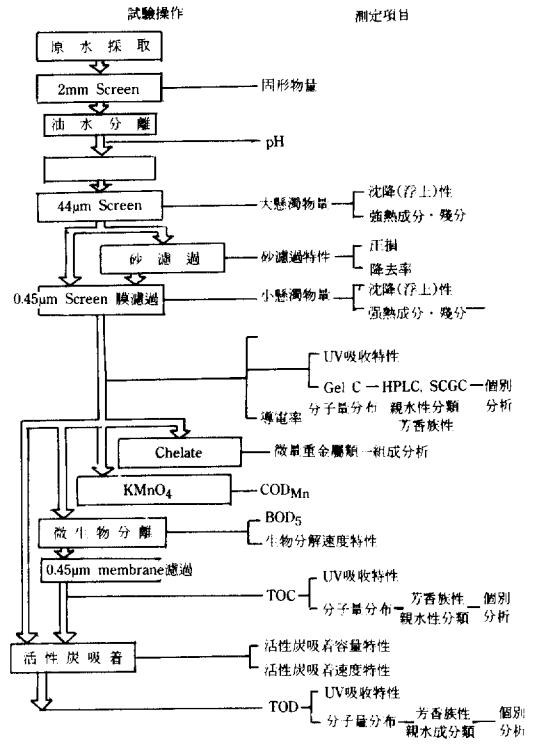 試驗操作 測定項目
原水採取
2mm Screen 固形物量
油水分離
pH
44μm Screen 大懸濁物量 沈降(浮上)性
強熱成分·殘分
砂濾過 砂濾過特性 圧損
降去率
0.45μm Screen 膜濾過 小懸濁物量 沈降(浮上)性
强熱成分·殘分
UV吸收特性
Gel C HPLC, SCGC 個別
導電率 分子量分布 親水性分類 分析
芳香族性
Chelate 微量重金屬類一組成分析
KMnO4 CODMn
微生物分離 BOD5
生物分解速度特性
0.45μm membrane濾過
TOC UV吸收特性
分子量分布 芳香族性 個別
親水性分類 分析
活性炭吸着 活性炭吸着容量特性
活性炭吸着速度特性
TOD UV吸收特性
分子量分布 芳香族性 個別
親水成分類 分析